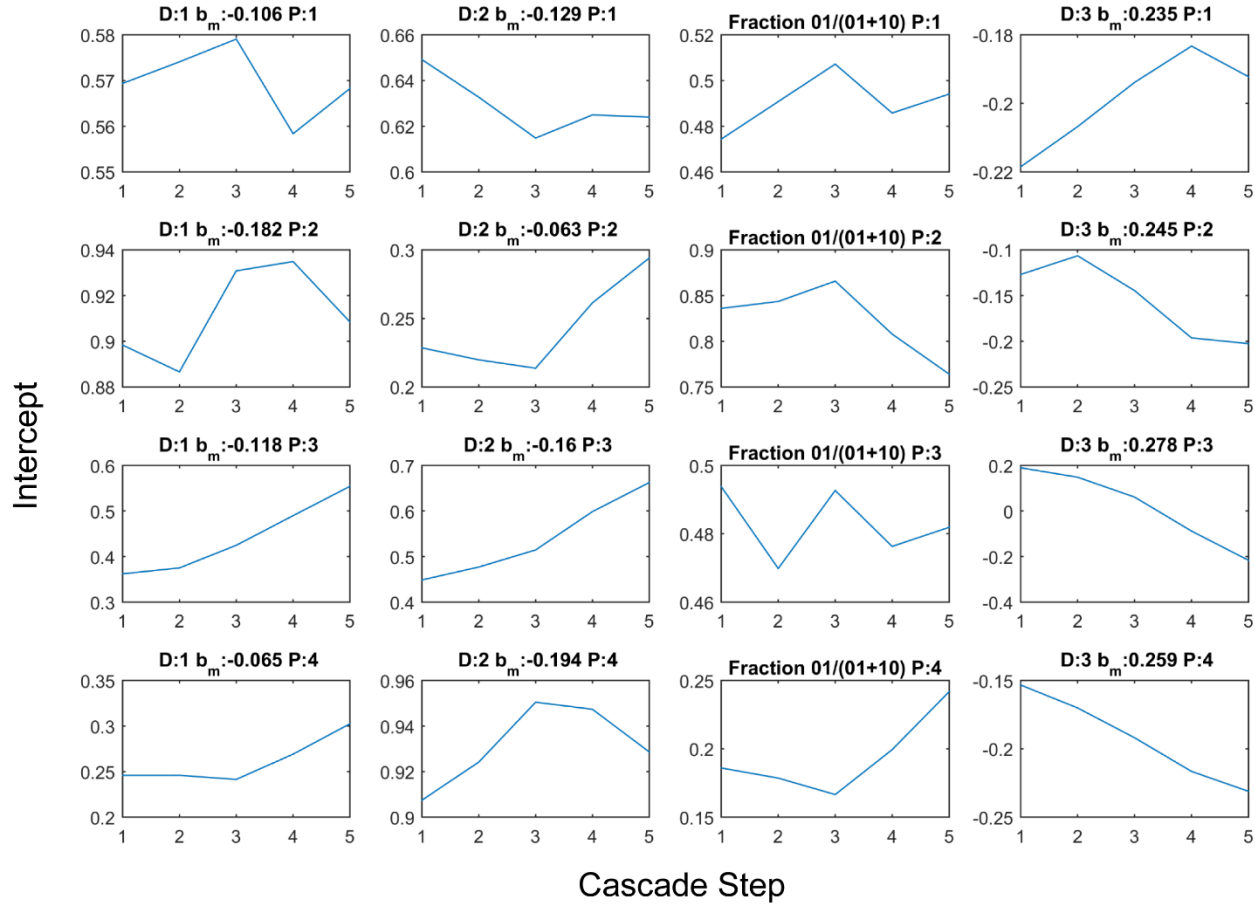 D:1 b_m:-0.106 P:1
D:2 b_m:-0.129 P:1
Fraction 01/(01+10) P:1
D:3 b_m:0.235 P:1
0.58
0.57
0.56
0.55
1 2 3 4 5
0.66
0.64
0.62
0.6
1 2 3 4 5
0.52
0.5
0.48
0.46
1 2 3 4 5
-0.18
-0.2
-0.22
1 2 3 4 5
D:1 b_m:-0.182 P:2
D:2 b_m:-0.063 P:2
Fraction 01/(01+10) P:2
D:3 b_m:0.245 P:2
0.94
0.92
0.9
0.88
1 2 3 4 5
0.3
0.25
0.2
1 2 3 4 5
0.9
0.85
0.8
0.75
1 2 3 4 5
-0.1
-0.15
-0.2
-0.25
1 2 3 4 5
Intercept
D:1 b_m:-0.118 P:3
D:2 b_m:-0.16 P:3
Fraction 01/(01+10) P:3
D:3 b_m:0.278 P:3
0.6
0.5
0.4
0.3
1 2 3 4 5
0.7
0.6
0.5
0.4
1 2 3 4 5
0.5
0.48
0.46
1 2 3 4 5
0.2
0
-0.2
-0.4
1 2 3 4 5
D:1 b_m:-0.065 P:4
D:2 b_m:-0.194 P:4
Fraction 01/(01+10) P:4
D:3 b_m:0.259 P:4
0.35
0.3
0.25
0.2
1 2 3 4 5
0.96
0.94
0.92
0.9
1 2 3 4 5
0.25
0.2
0.15
1 2 3 4 5
-0.15
-0.2
-0.25
1 2 3 4 5
Cascade Step